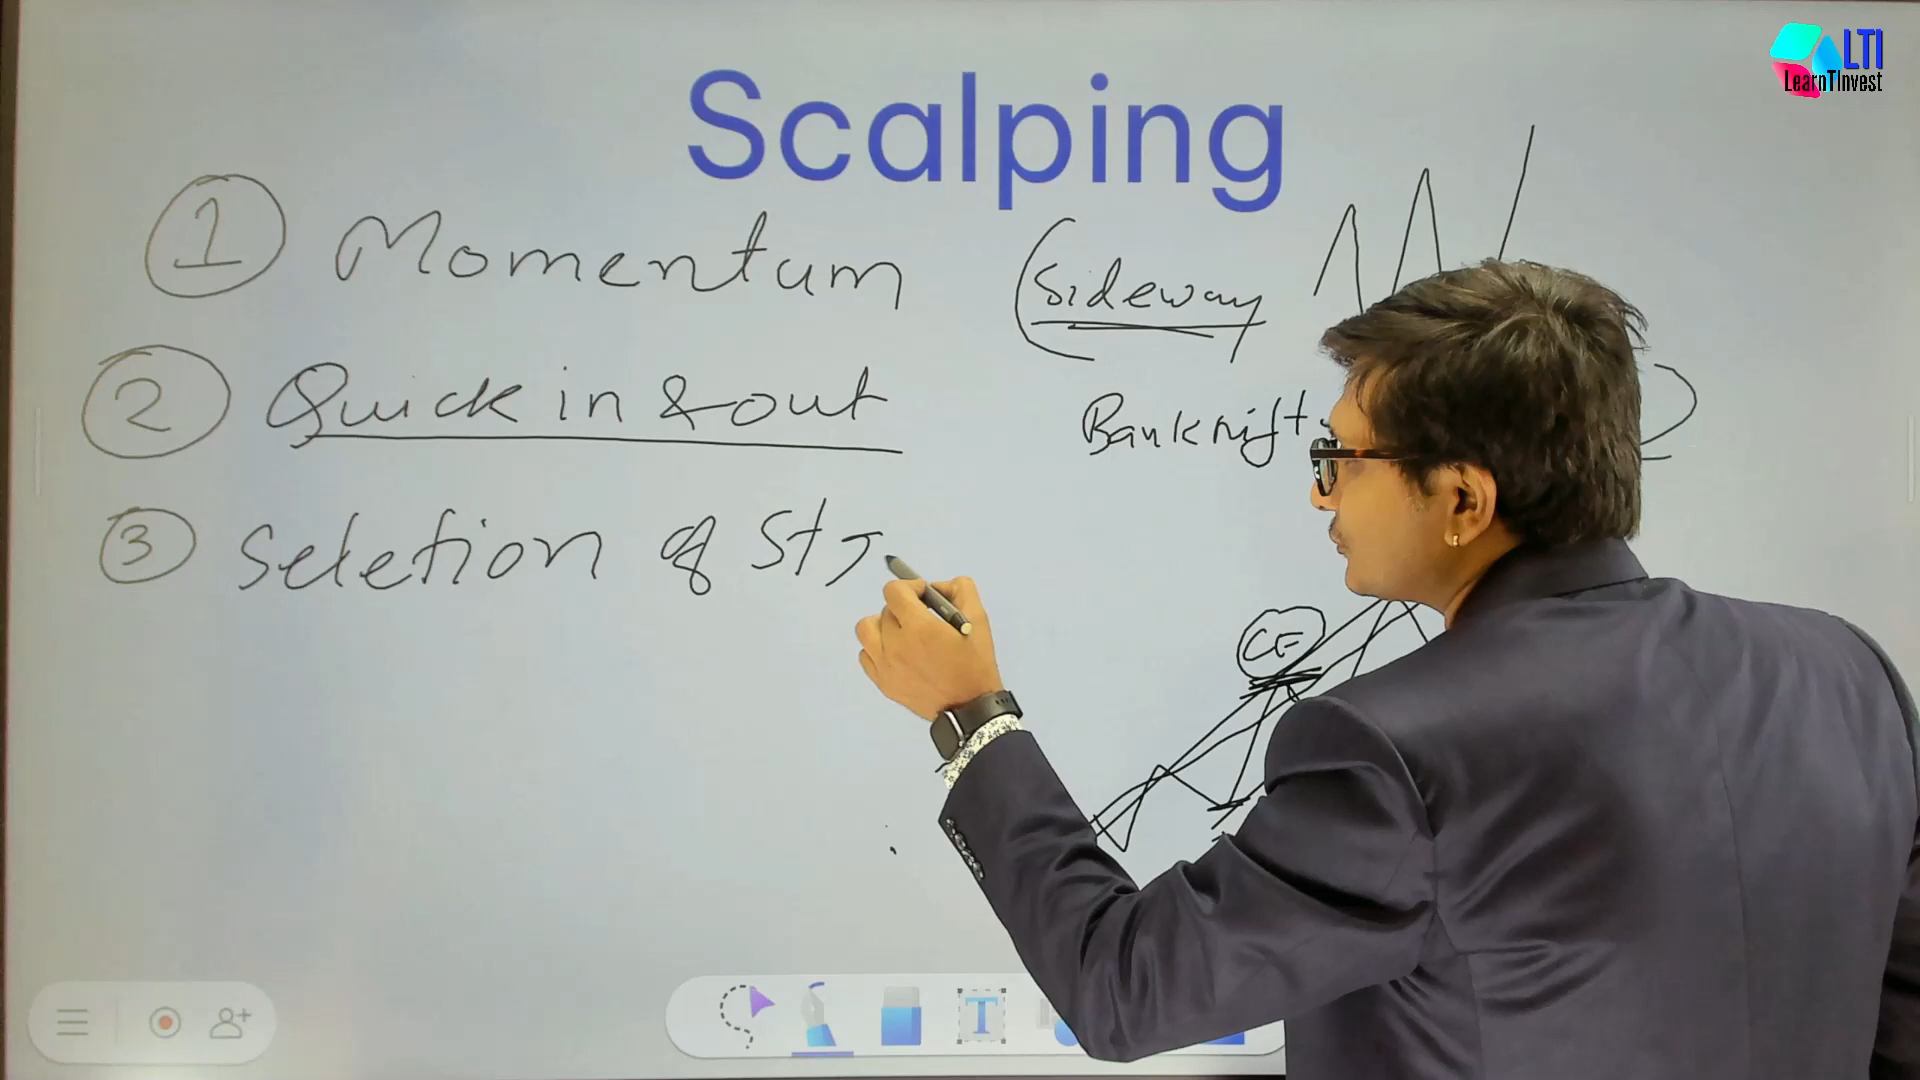 LTI
LearnTInvest
Scalping
1 Momentum (Sideway
2 Quick in & out Banknift
3 Seletion of St
CE
T